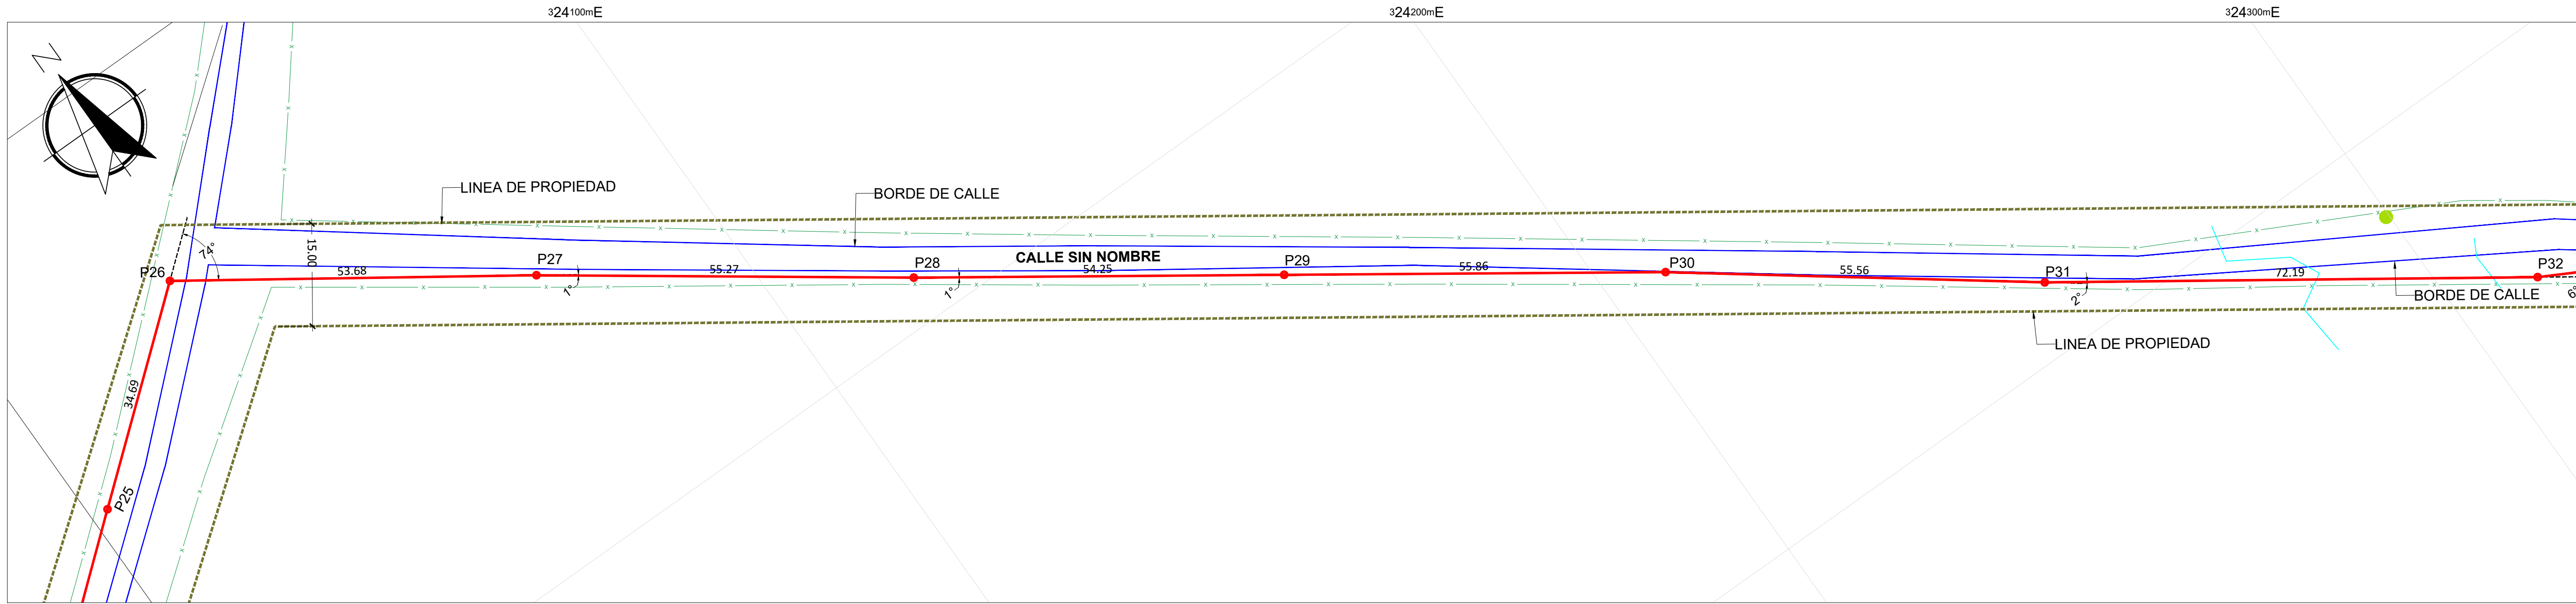 324100mE
324200mE
324300mE
N
LINEA DE PROPIEDAD
BORDE DE CALLE
15.00
74°
P26
53.68
P27
1°
55.27
P28
1°
CALLE SIN NOMBRE
54.25
P29
55.86
P30
55.56
P31
2°
72.19
P32
6°
BORDE DE CALLE
LINEA DE PROPIEDAD
34.69
P25